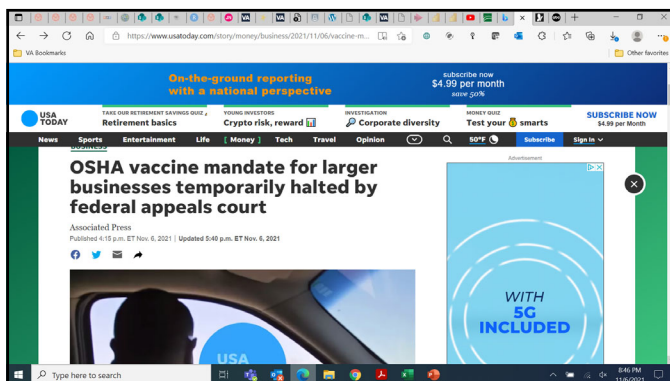 https://www.usatoday.com/story/money/business/2021/11/06/vaccine-m...
VA Bookmarks
Other favorites
On-the-ground reporting
with a national perspective
subscribe now
$4.99 per month
save 50%
USA
TODAY
TAKE OUR RETIREMENT SAVINGS QUIZ
Retirement basics
YOUNG INVESTORS
Crypto risk, reward
INVESTIGATION
Corporate diversity
MONEY QUIZ
Test your smarts
SUBSCRIBE NOW
$4.99 per Month
News Sports Entertainment Life [ Money ] Tech Travel Opinion 50°F Subscribe Sign In
BUSINESS
OSHA vaccine mandate for larger
businesses temporarily halted by
federal appeals court
Associated Press
Published 4:15 p.m. ET Nov. 6, 2021 | Updated 5:40 p.m. ET Nov. 6, 2021
Advertisement
WITH
5G
INCLUDED
USA
Type here to search
8:46 PM
11/6/2021